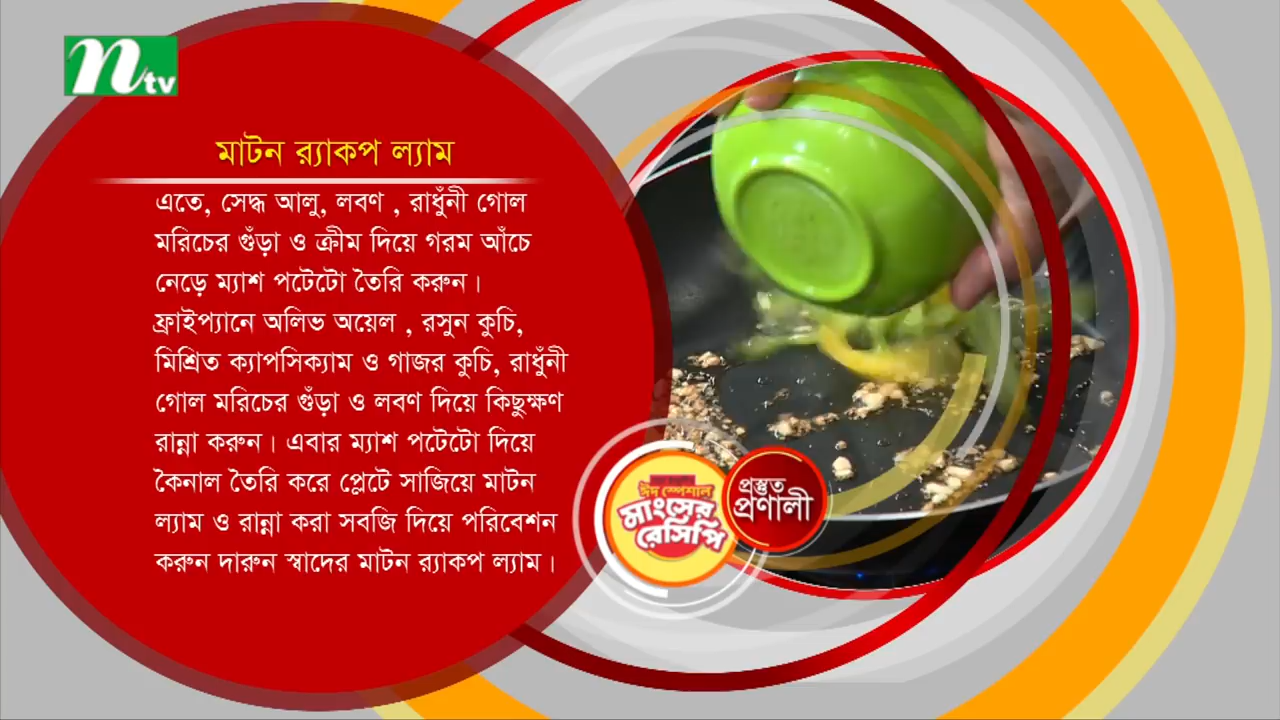 ntv
মাটন র‍্যাকপ ল্যাম
এতে, সেদ্ধ আলু, লবণ , রাধুঁনী গোল
মরিচের গুঁড়া ও ক্রীম দিয়ে গরম আঁচে
নেড়ে ম্যাশ পটেটো তৈরি করুন।
ফ্রাইপ্যানে অলিভ অয়েল , রসুন কুচি,
মিশ্রিত ক্যাপসিক্যাম ও গাজর কুচি, রাধুঁনী
গোল মরিচের গুঁড়া ও লবণ দিয়ে কিছুক্ষণ
রান্না করুন। এবার ম্যাশ পটেটো দিয়ে
কৈনাল তৈরি করে প্লেটে সাজিয়ে মাটন
ল্যাম ও রান্না করা সবজি দিয়ে পরিবেশন
করুন দারুন স্বাদের মাটন র‍্যাকপ ল্যাম।
ঈদ স্পেশাল
মাংসের
রেসিপি
প্রস্তুত
প্রণালী